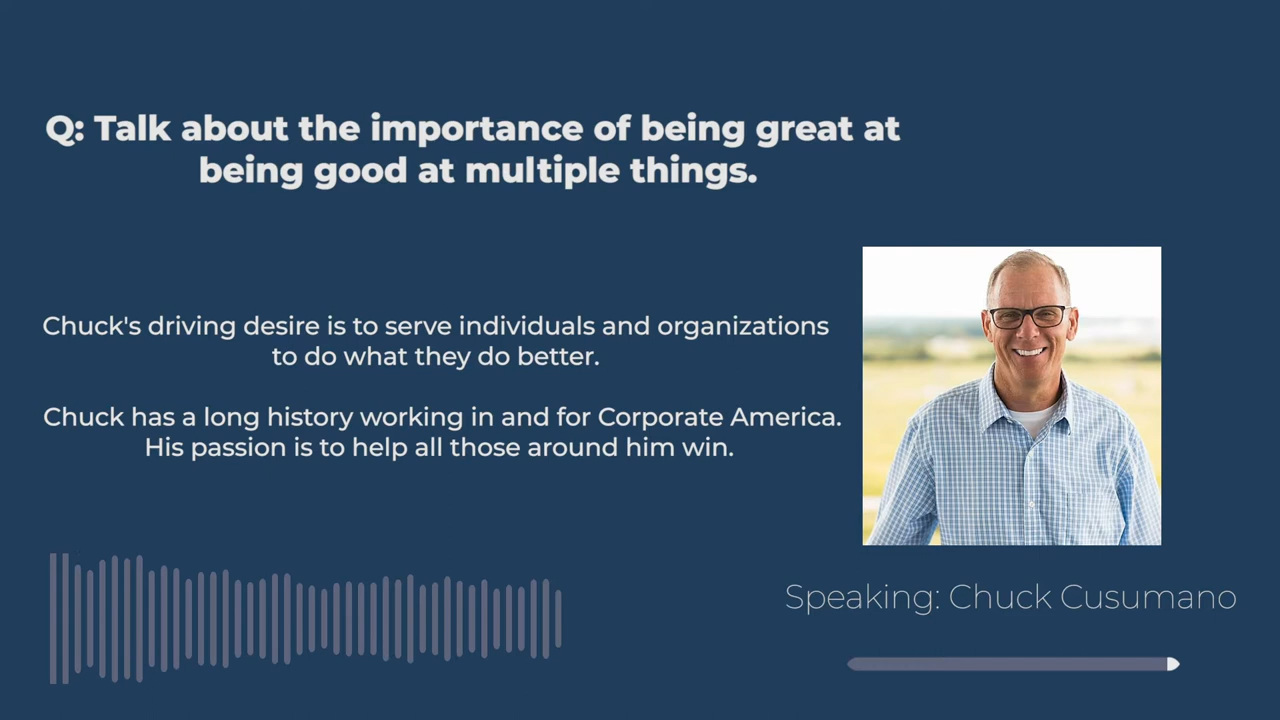 Q: Talk about the importance of being great at
being good at multiple things.
Chuck's driving desire is to serve individuals and organizations
to do what they do better.
Chuck has a long history working in and for Corporate America.
His passion is to help all those around him win.
Speaking: Chuck Cusumano